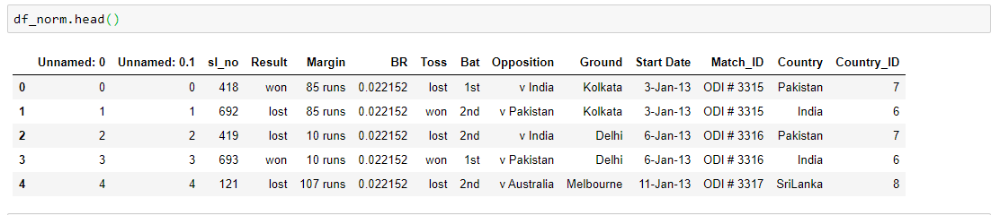 df_norm.head()
Unnamed: 0 Unnamed: 0.1 sl_no Result Margin BR Toss Bat Opposition Ground Start Date Match_ID Country Country_ID
0 0 0 418 won 85 runs 0.022152 lost 1st v India Kolkata 3-Jan-13 ODI # 3315 Pakistan 7
1 1 1 692 lost 85 runs 0.022152 won 2nd v Pakistan Kolkata 3-Jan-13 ODI # 3315 India 6
2 2 2 419 lost 10 runs 0.022152 lost 2nd v India Delhi 6-Jan-13 ODI # 3316 Pakistan 7
3 3 3 693 won 10 runs 0.022152 won 1st v Pakistan Delhi 6-Jan-13 ODI # 3316 India 6
4 4 4 121 lost 107 runs 0.022152 lost 2nd v Australia Melbourne 11-Jan-13 ODI # 3317 SriLanka 8